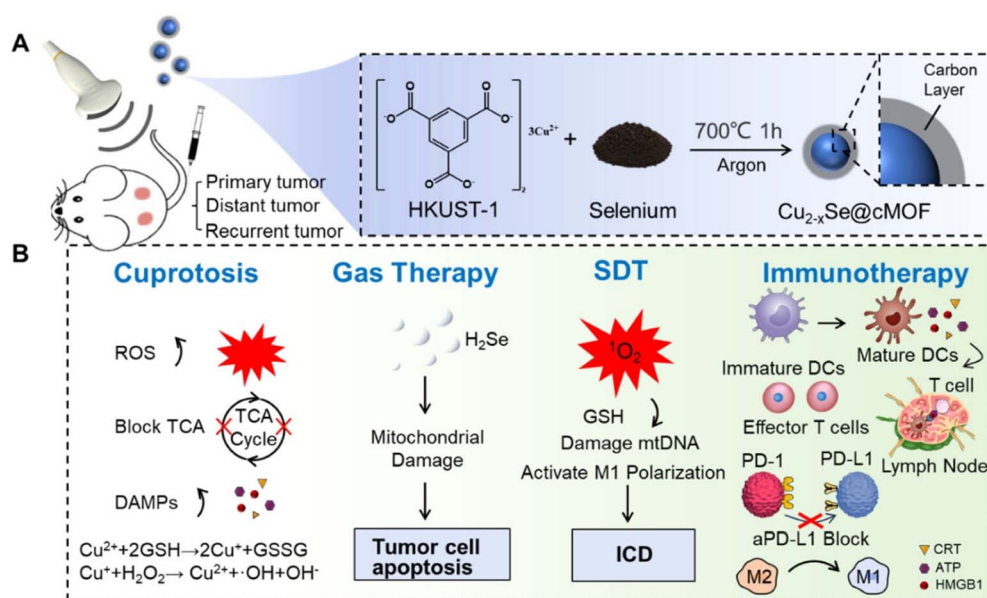 A
Primary tumor
Distant tumor
Recurrent tumor
O
O
-O
O-
O
O-
2
3Cu²⁺
+
HKUST-1
Selenium
700℃ 1h
Argon
Cu₂₋ₓSe@cMOF
Carbon
Layer
B
Cuprotosis
ROS
Block TCA
TCA
Cycle
DAMPs
Cu²⁺+2GSH→2Cu⁺+GSSG
Cu⁺+H₂O₂→ Cu²⁺+·OH+OH⁻
Gas Therapy
H₂Se
Mitochondrial
Damage
Tumor cell
apoptosis
SDT
¹O₂
GSH
Damage mtDNA
Activate M1 Polarization
ICD
Immunotherapy
Immature DCs
Mature DCs
Effector T cells
T cell
Lymph Node
PD-1
PD-L1
aPD-L1 Block
M2
M1
CRT
ATP
HMGB1